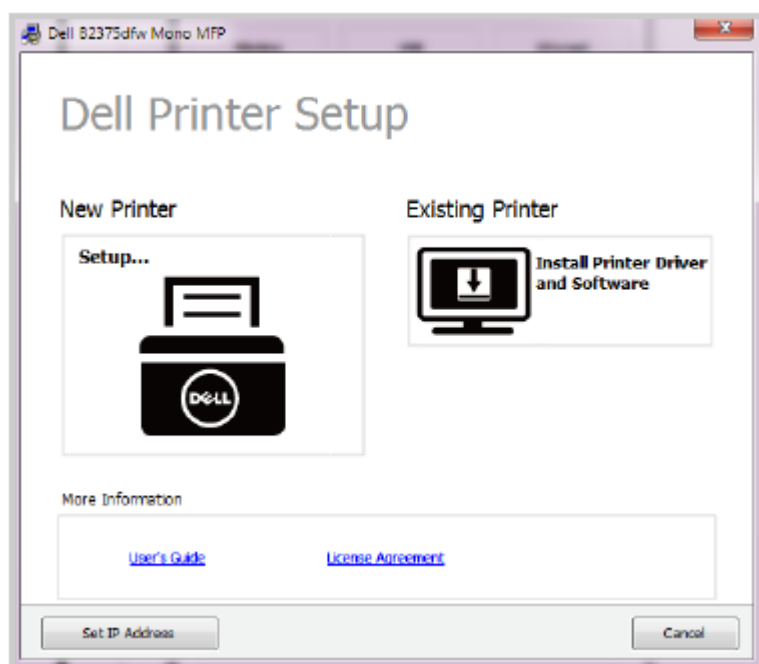 Dell B2375dfw Mono MFP
Dell Printer Setup
New Printer
Existing Printer
Setup...
Install Printer Driver
and Software
DELL
More Information
User's Guide
License Agreement
Set IP Address
Cancel